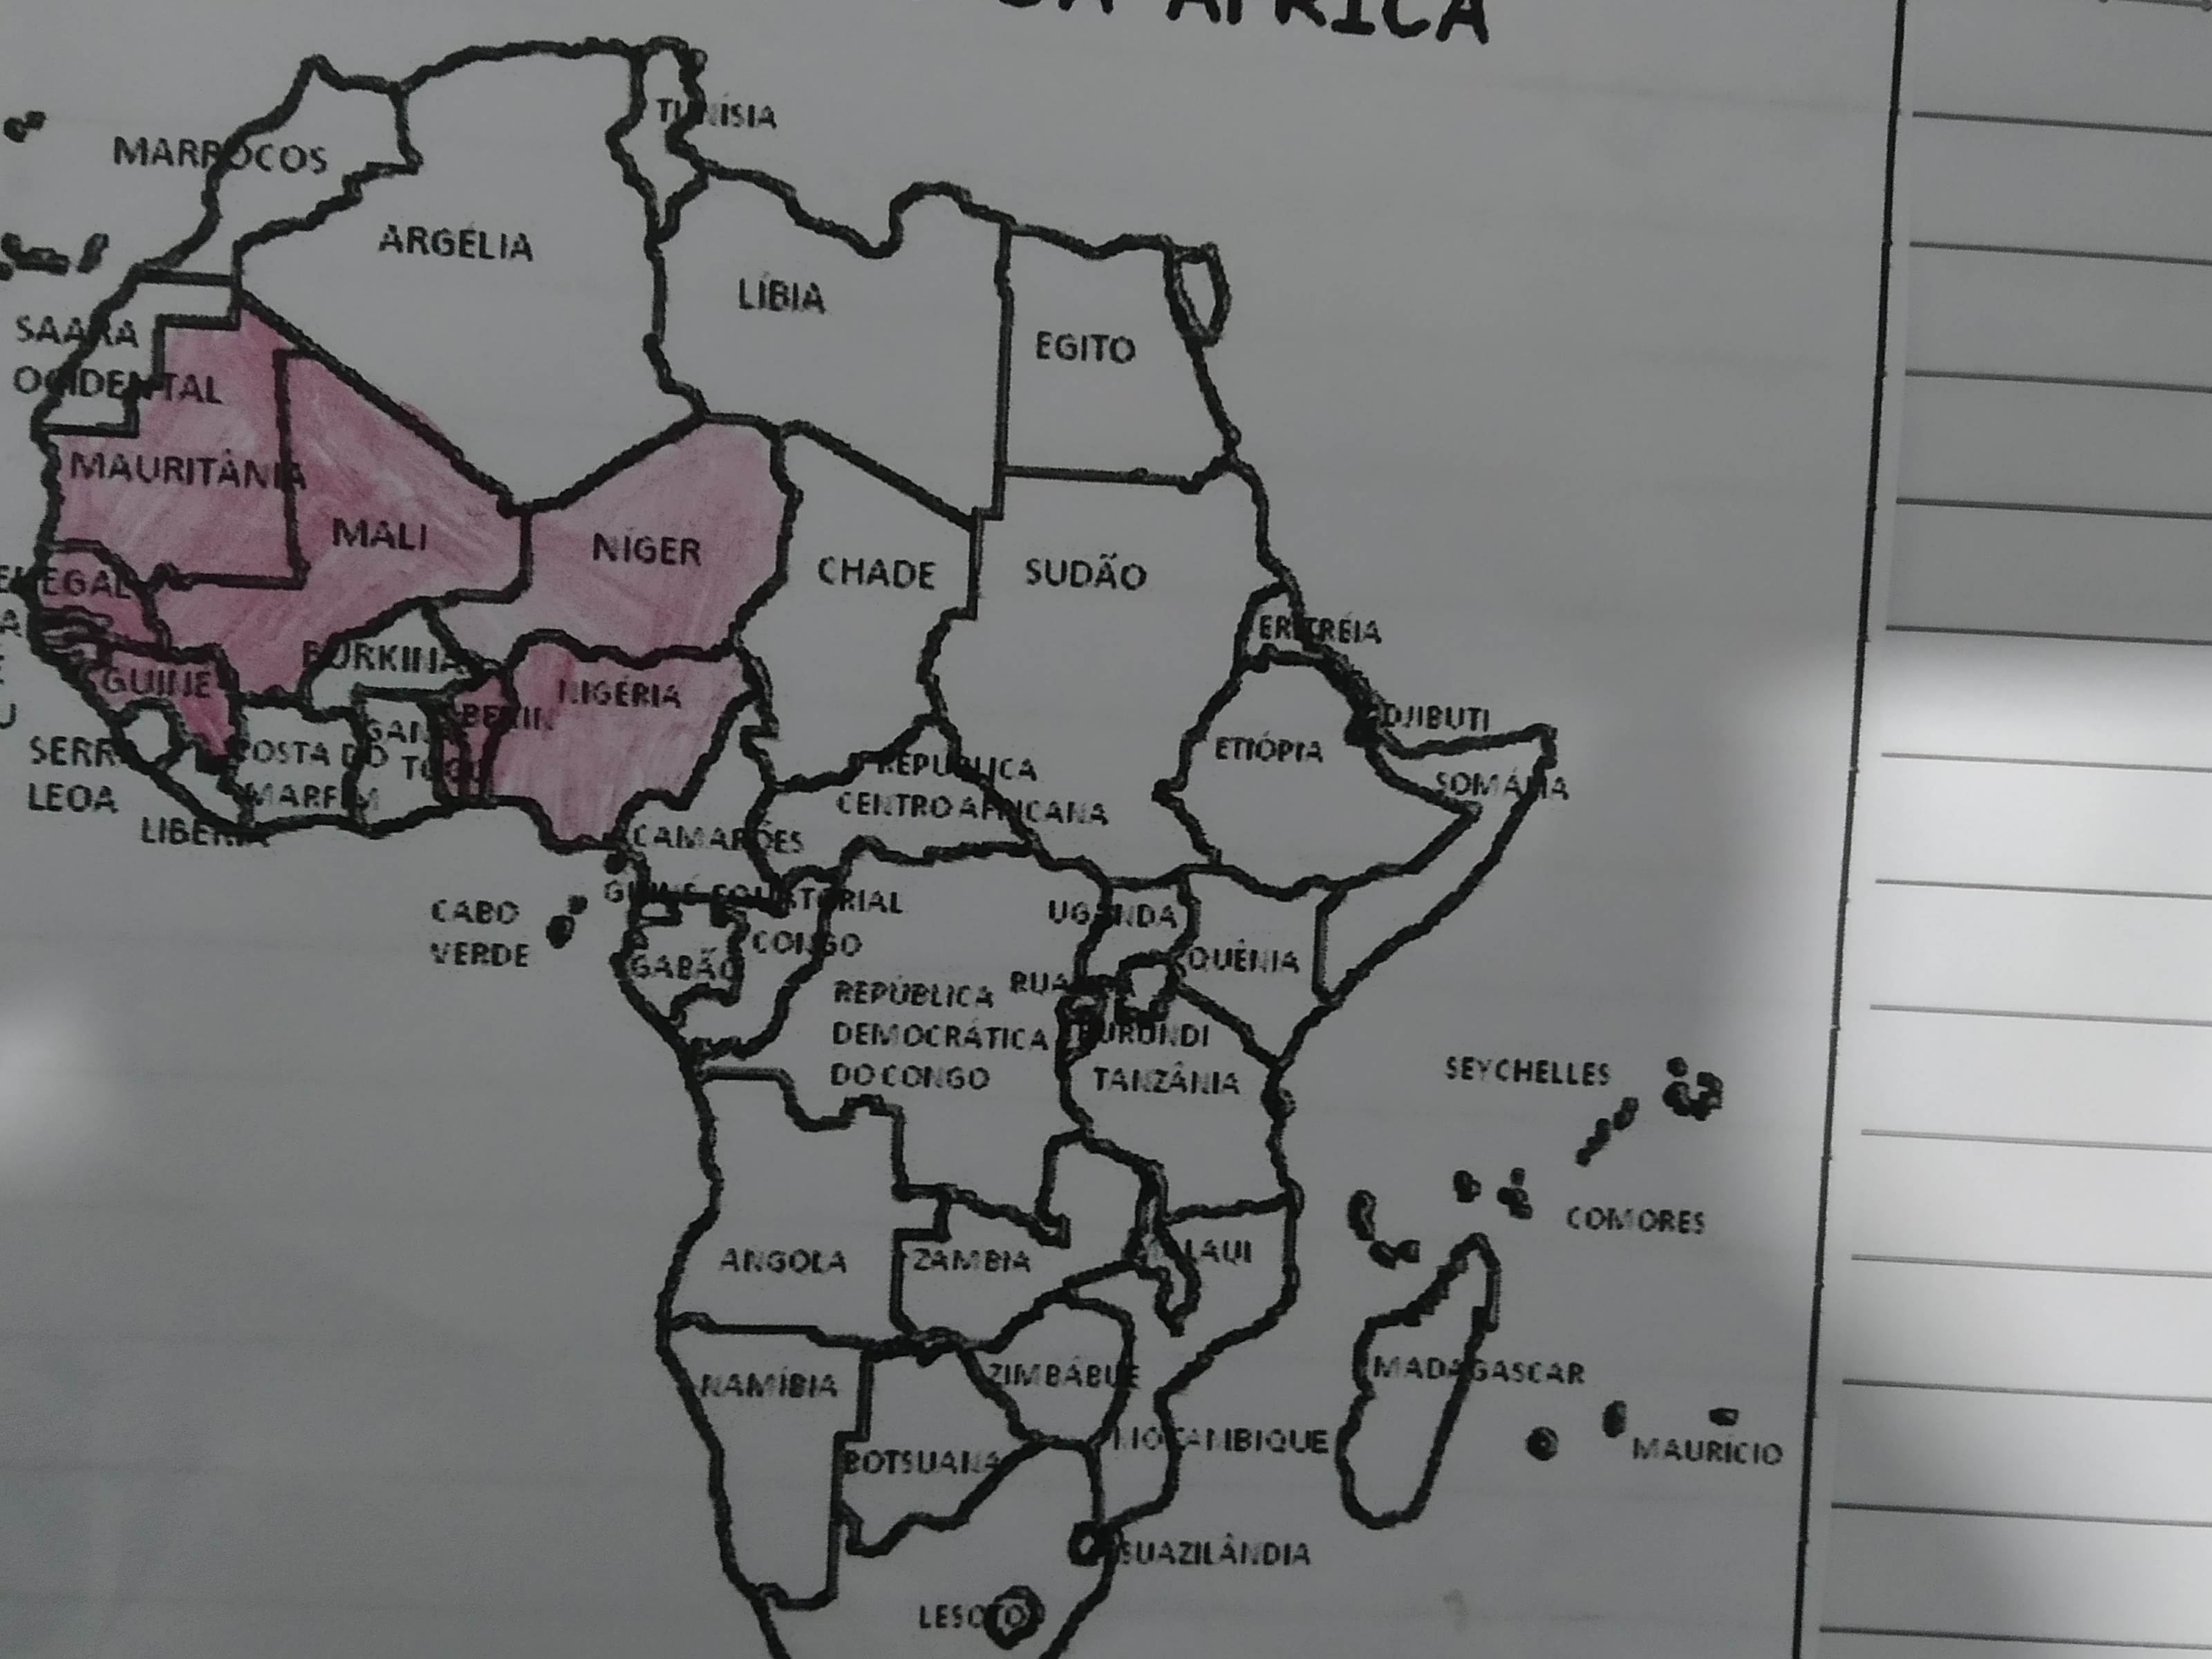 DA ÁFRICA
TUNÍSIA
MARROCOS
ARGÉLIA
LÍBIA
SAARA
OCIDENTAL
EGITO
MAURITÂNIA
MALI
NÍGER
CHADE
SUDÃO
EGAL
ERITRÉIA
BURKINA
GUINÉ
NIGÉRIA
BENIN
DJIBUTI
GANA
ETIÓPIA
SERRA
LEOA
COSTA DO
MARFIM
TOGO
REPÚBLICA
CENTRO AFRICANA
SOMÁLIA
LIBÉRIA
CAMARÕES
GUINÉ EQUATORIAL
CABO
VERDE
UGANDA
CONGO
GABÃO
QUÊNIA
RUANDA
REPÚBLICA
DEMOCRÁTICA
DO CONGO
BURUNDI
TANZÂNIA
SEYCHELLES
COMORES
ANGOLA
ZAMBIA
MALAUI
NAMÍBIA
ZIMBÁBUE
MADAGASCAR
BOTSUANA
MOÇAMBIQUE
MAURÍCIO
SUAZILÂNDIA
LESOTO